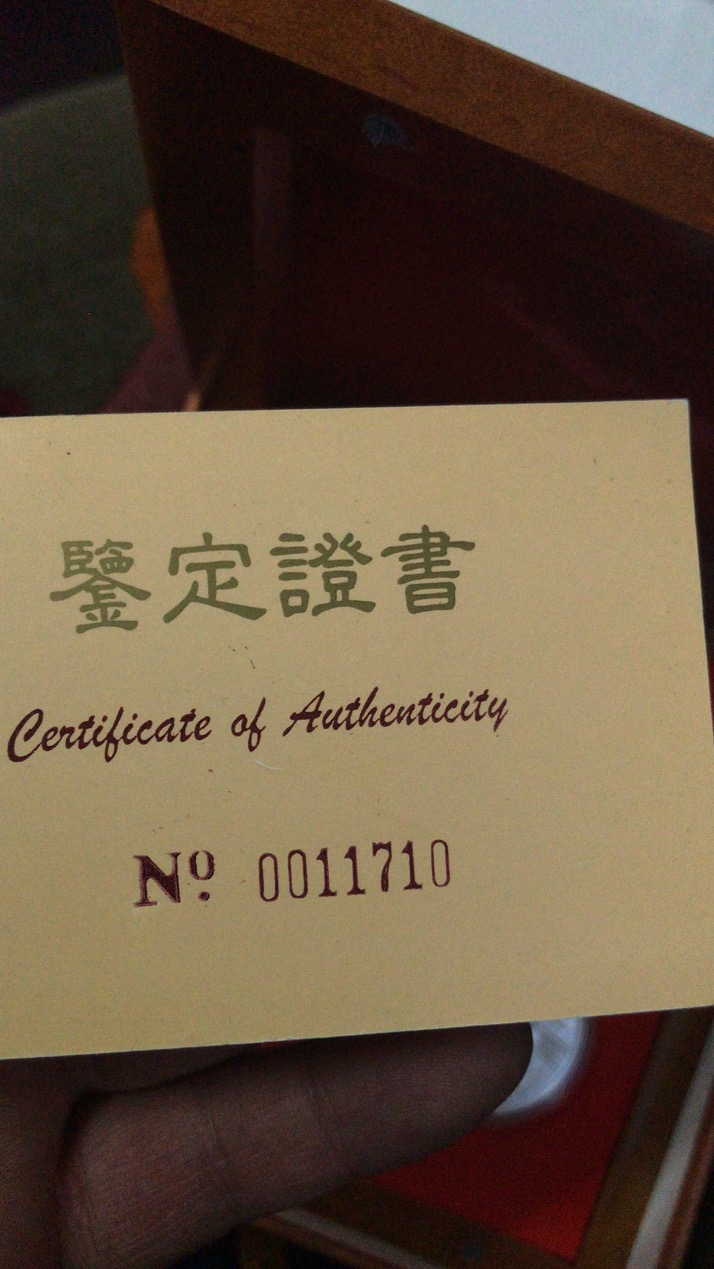 鑒定證書
Certificate of Authenticity
Nº 0011710